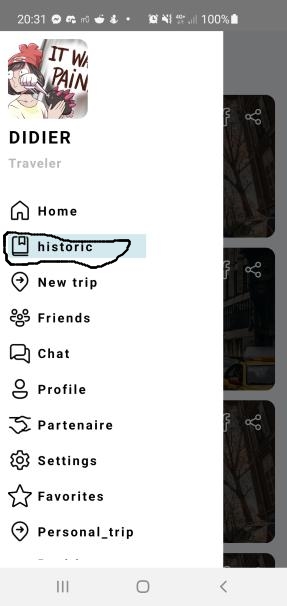 20:31 100%
IT WA
PAIN
DIDIER
Traveler
Home
historic
New trip
Friends
Chat
Profile
Partenaire
Settings
Favorites
Personal_trip